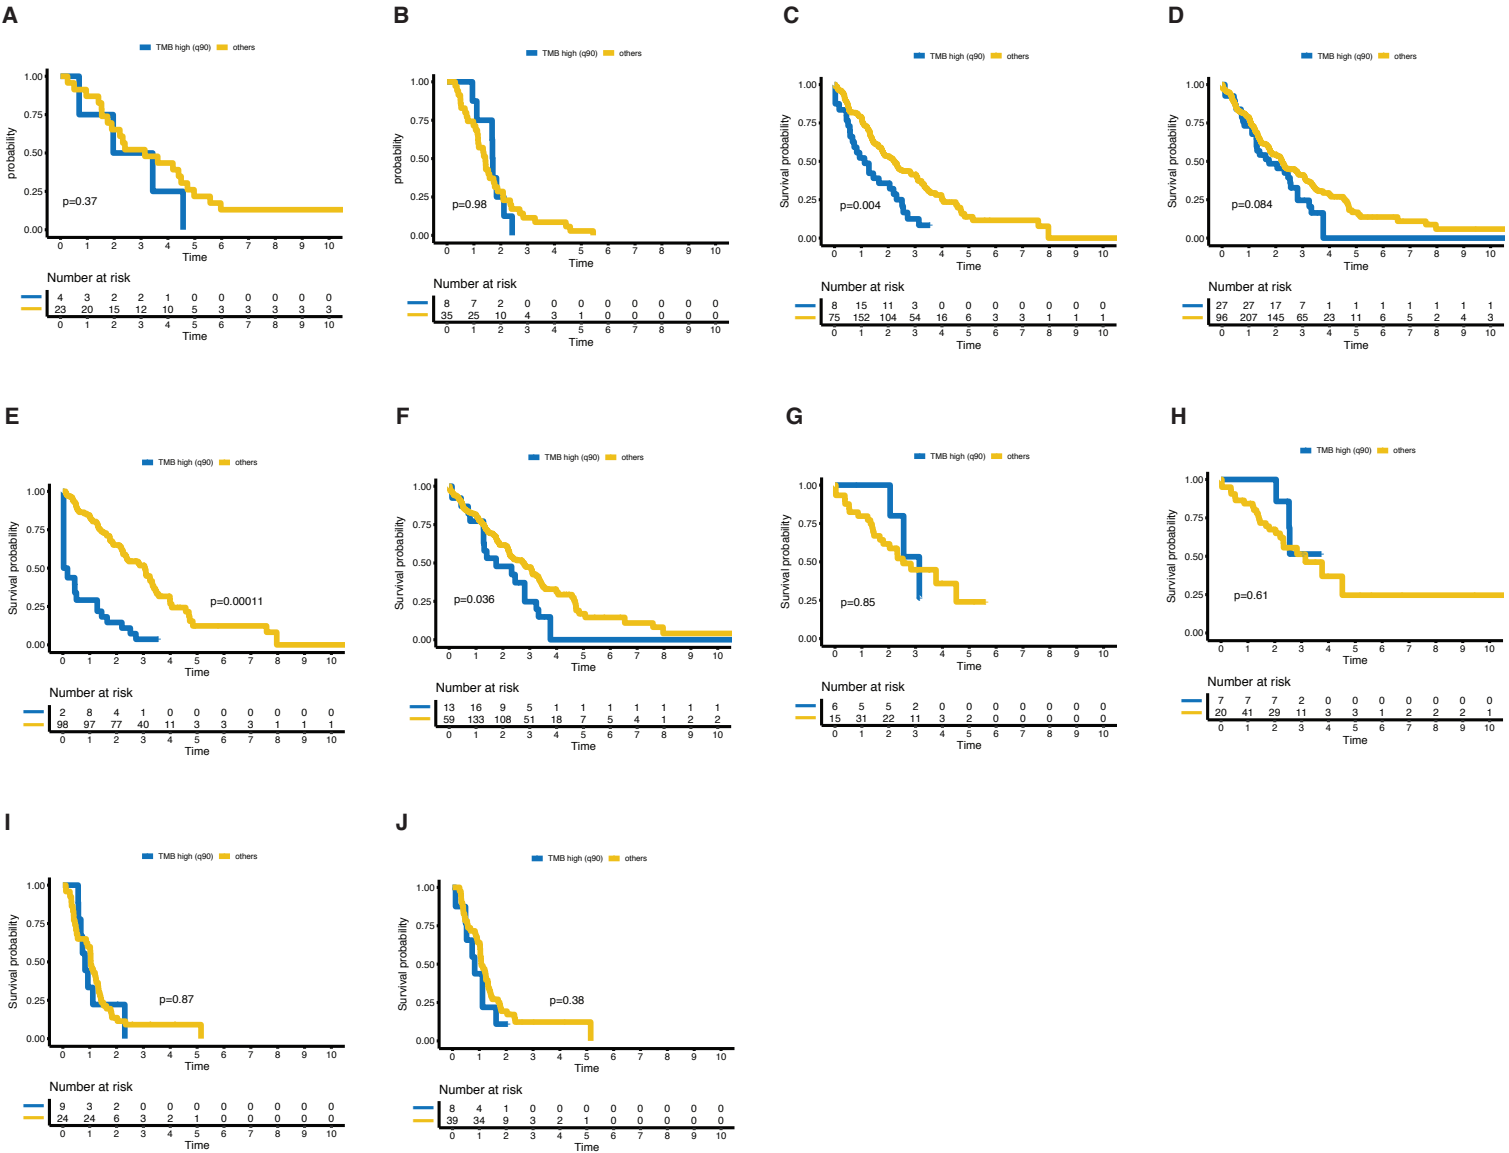 A
TMB high (q90) others
1.00
0.75
0.50
0.25
0.00
probability
p=0.37
0 1 2 3 4 5 6 7 8 9 10
Time
Number at risk
4 3 2 2 1 0 0 0 0 0 0
23 20 15 12 10 5 3 3 3 3 3
0 1 2 3 4 5 6 7 8 9 10
Time
B
TMB high (q90) others
1.00
0.75
0.50
0.25
0.00
probability
p=0.98
0 1 2 3 4 5 6 7 8 9 10
Time
Number at risk
8 7 2 0 0 0 0 0 0 0 0
35 25 10 4 3 1 0 0 0 0 0
0 1 2 3 4 5 6 7 8 9 10
Time
C
TMB high (q90) others
1.00
0.75
0.50
0.25
0.00
Survival probability
p=0.004
0 1 2 3 4 5 6 7 8 9 10
Time
Number at risk
8 15 11 3 0 0 0 0 0 0 0
75 152 104 54 16 6 3 3 1 1 1
0 1 2 3 4 5 6 7 8 9 10
Time
D
TMB high (q90) others
1.00
0.75
0.50
0.25
0.00
Survival probability
p=0.084
0 1 2 3 4 5 6 7 8 9 10
Time
Number at risk
27 27 17 7 1 1 1 1 1 1 1
96 207 145 65 23 11 6 5 2 4 3
0 1 2 3 4 5 6 7 8 9 10
Time
E
TMB high (q90) others
1.00
0.75
0.50
0.25
0.00
Survival probability
p=0.00011
0 1 2 3 4 5 6 7 8 9 10
Time
Number at risk
2 8 4 1 0 0 0 0 0 0 0
98 97 77 40 11 3 3 3 1 1 1
0 1 2 3 4 5 6 7 8 9 10
Time
F
TMB high (q90) others
1.00
0.75
0.50
0.25
0.00
Survival probability
p=0.036
0 1 2 3 4 5 6 7 8 9 10
Time
Number at risk
13 16 9 5 1 1 1 1 1 1 1
59 133 108 51 18 7 5 4 1 2 2
0 1 2 3 4 5 6 7 8 9 10
Time
G
TMB high (q90) others
1.00
0.75
0.50
0.25
0.00
Survival probability
p=0.85
0 1 2 3 4 5 6 7 8 9 10
Time
Number at risk
6 5 5 2 0 0 0 0 0 0 0
15 31 22 11 3 2 0 0 0 0 0
0 1 2 3 4 5 6 7 8 9 10
Time
H
TMB high (q90) others
1.00
0.75
0.50
0.25
0.00
Survival probability
p=0.61
0 1 2 3 4 5 6 7 8 9 10
Time
Number at risk
7 7 7 2 0 0 0 0 0 0 0
20 41 29 11 3 3 1 2 2 2 1
0 1 2 3 4 5 6 7 8 9 10
Time
I
TMB high (q90) others
1.00
0.75
0.50
0.25
0.00
Survival probability
p=0.87
0 1 2 3 4 5 6 7 8 9 10
Time
Number at risk
9 3 2 0 0 0 0 0 0 0 0
24 24 6 3 2 1 0 0 0 0 0
0 1 2 3 4 5 6 7 8 9 10
Time
J
TMB high (q90) others
1.00
0.75
0.50
0.25
0.00
Survival probability
p=0.38
0 1 2 3 4 5 6 7 8 9 10
Time
Number at risk
8 4 1 0 0 0 0 0 0 0 0
39 34 9 3 2 1 0 0 0 0 0
0 1 2 3 4 5 6 7 8 9 10
Time